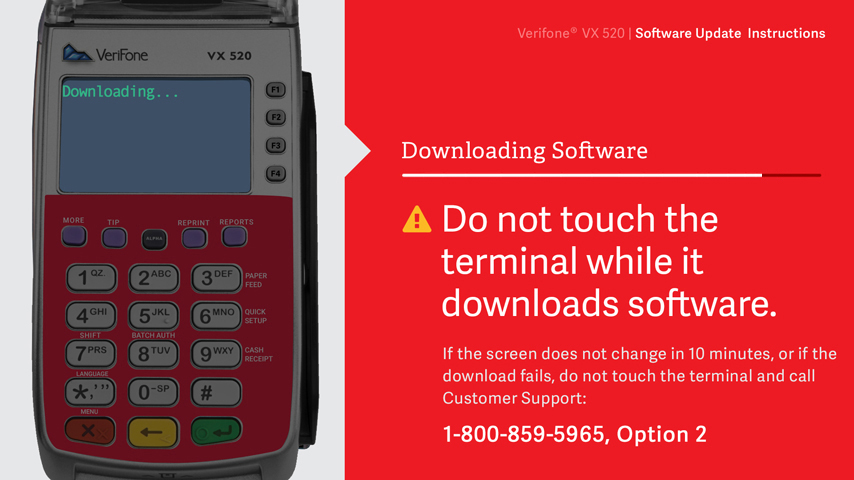 VeriFone
VX 520
Downloading...
F1
F2
F3
F4
MORE
TIP
ALPHA
REPRINT
REPORTS
1 QZ.
2 ABC
3 DEF
PAPER
FEED
4 GHI
5 JKL
6 MNO
QUICK
SETUP
SHIFT
BATCH AUTH
7 PRS
8 TUV
9 WXY
CASH
RECEIPT
LANGUAGE
*,'"
0 -SP
#
MENU
Verifone® VX 520 | Software Update Instructions
Downloading Software
Do not touch the
terminal while it
downloads software.
If the screen does not change in 10 minutes, or if the
download fails, do not touch the terminal and call
Customer Support:
1-800-859-5965, Option 2